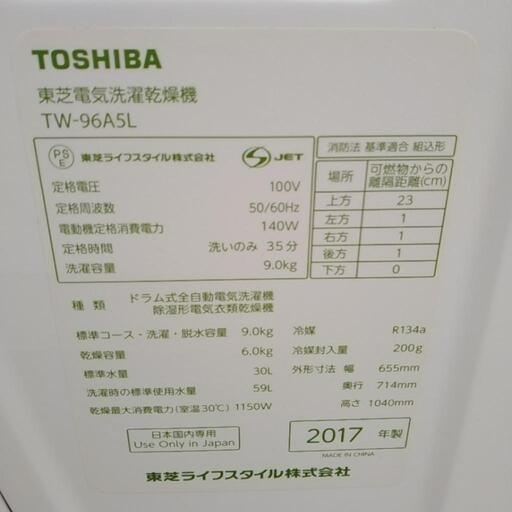 TOSHIBA
東芝電気洗濯乾燥機
TW-96A5L
PS E 東芝ライフスタイル株式会社 S JET
定格電圧 100V
定格周波数 50/60Hz
電動機定格消費電力 140W
定格時間 洗いのみ 35分
洗濯容量 9.0kg
消防法 基準適合 組込形
場所 可燃物からの離隔距離(cm)
上方 23
左方 1
右方 1
後方 1
下方 0
種類 ドラム式全自動電気洗濯機
除湿形電気衣類乾燥機
標準コース・洗濯・脱水容量 9.0kg
乾燥容量 6.0kg
標準水量 30L
洗濯時の標準使用水量 59L
乾燥最大消費電力(室温30℃) 1150W
冷媒 R134a
冷媒封入量 200g
外形寸法 幅 655mm
奥行 714mm
高さ 1040mm
日本国内専用
Use Only in Japan
2017 年製
MADE IN CHINA
東芝ライフスタイル株式会社